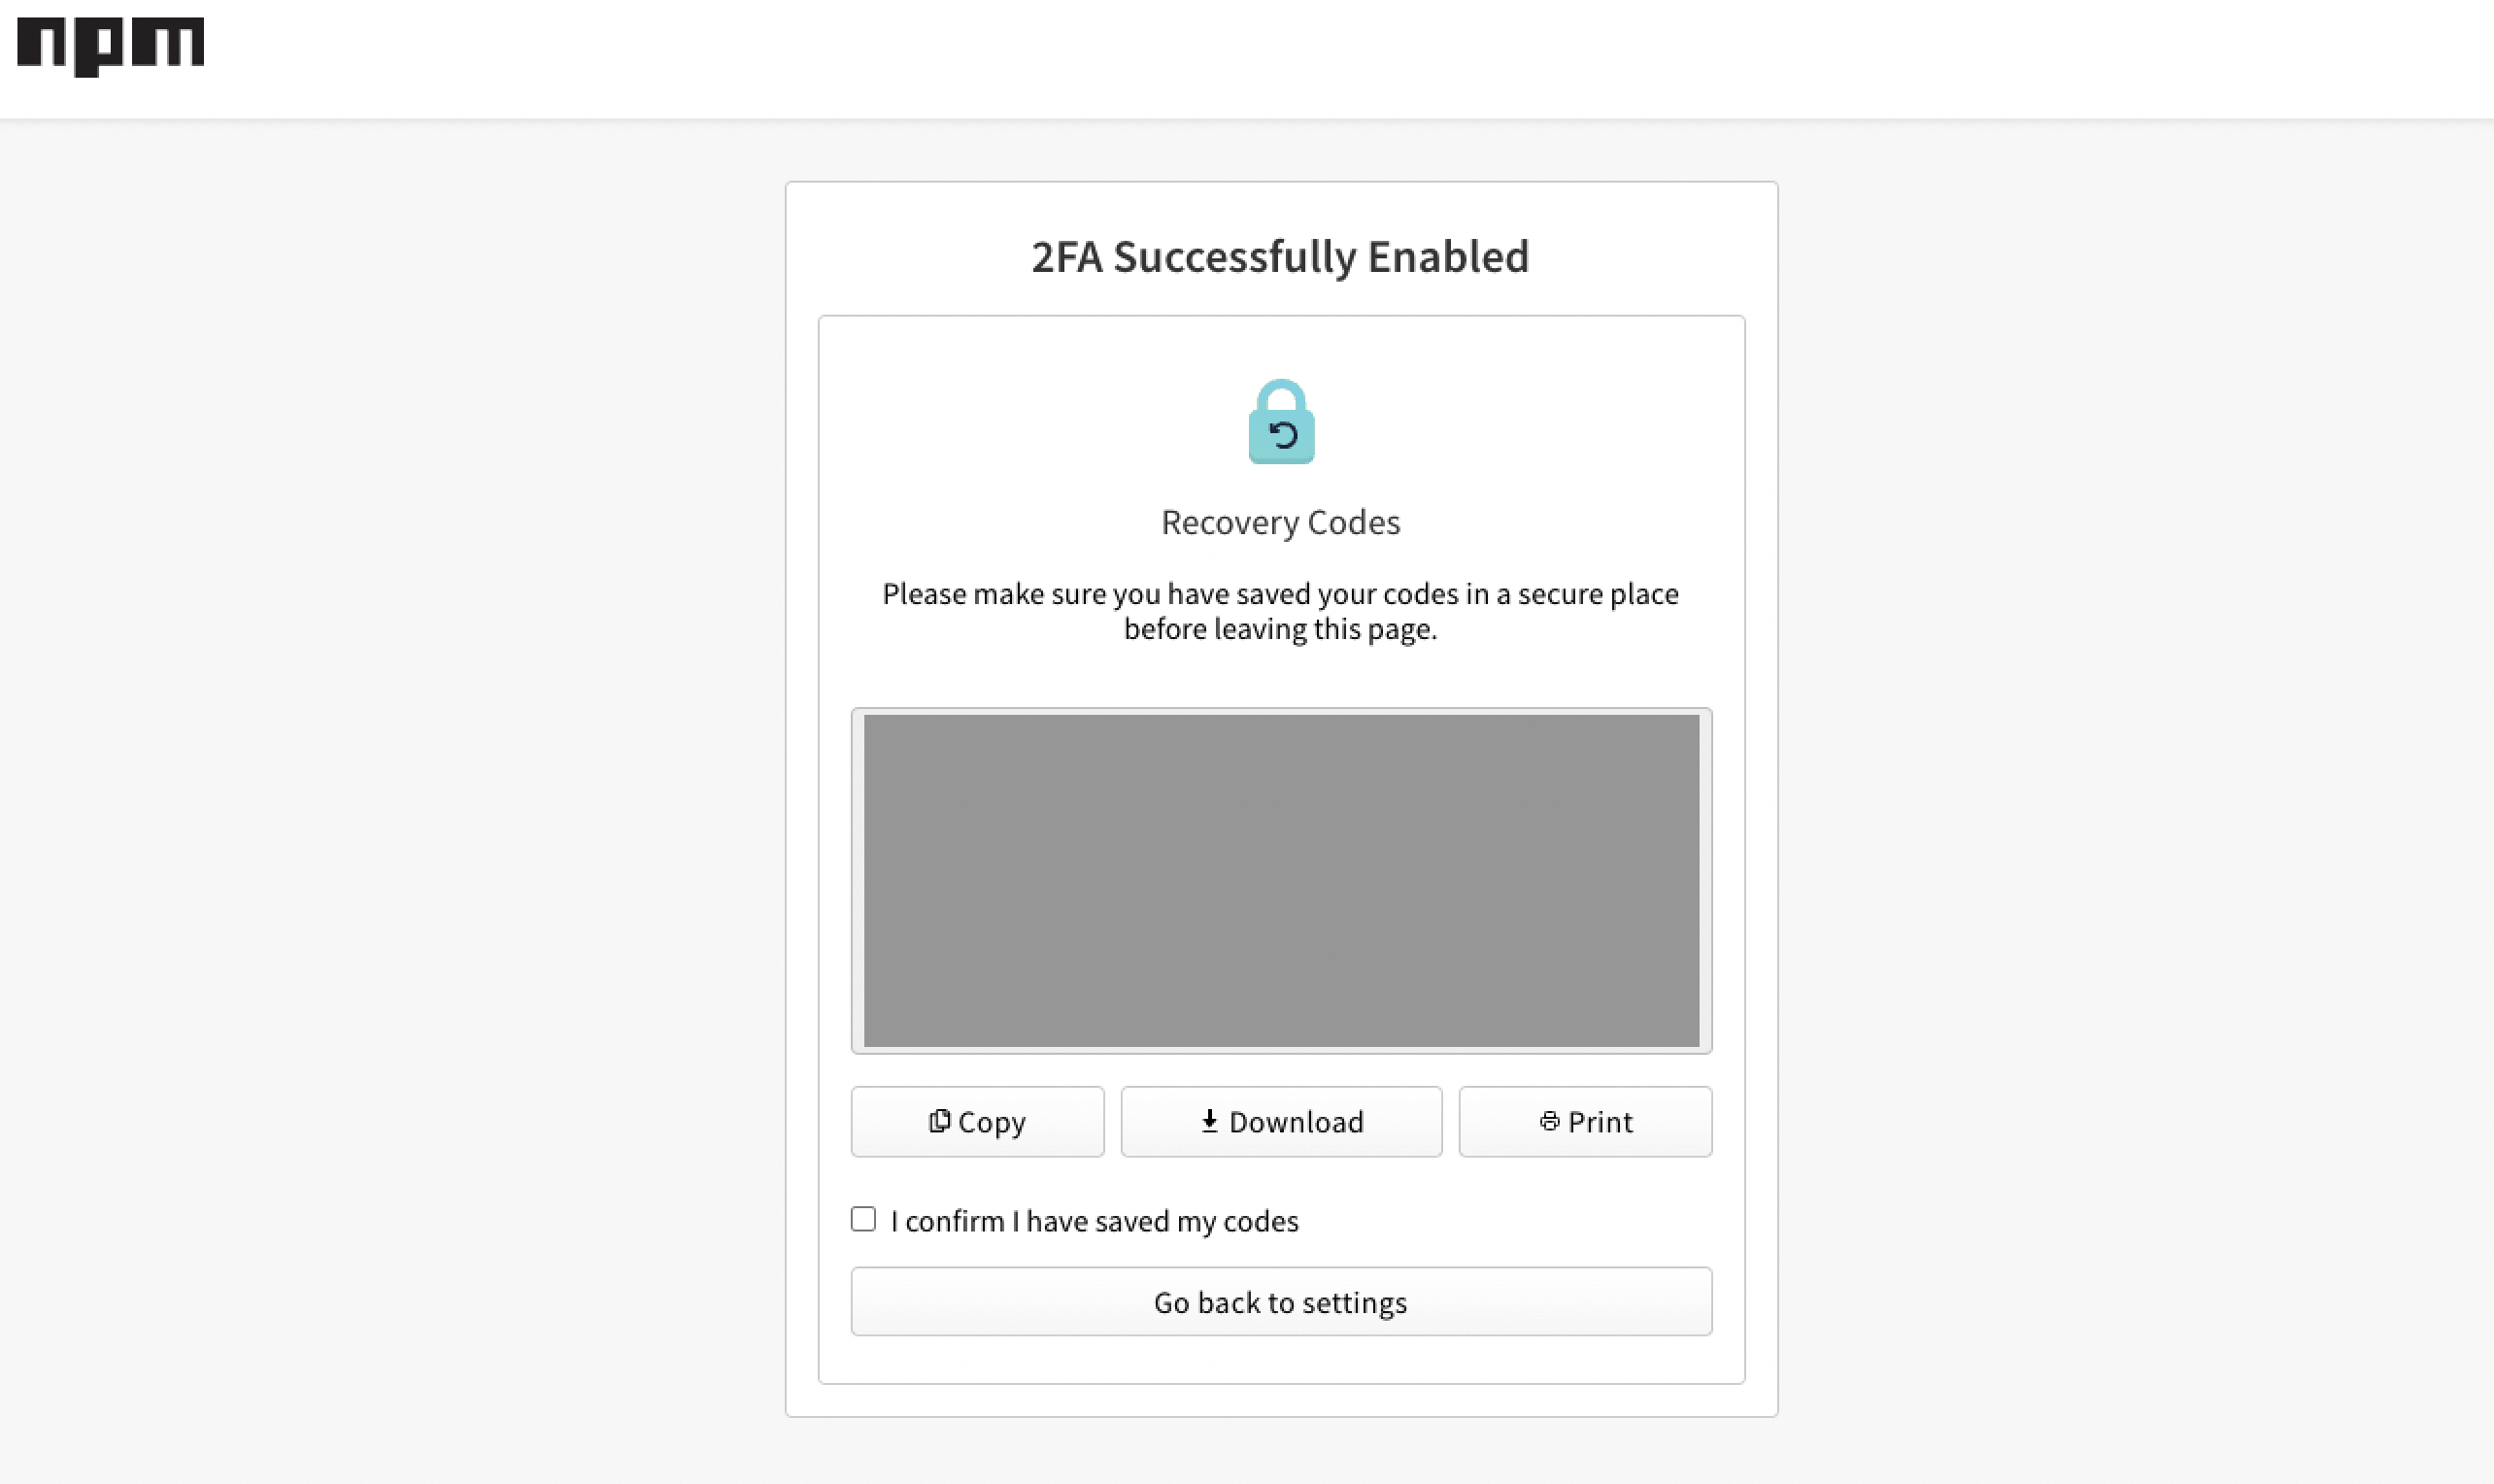 npm
2FA Successfully Enabled
Recovery Codes
Please make sure you have saved your codes in a secure place
before leaving this page.
Copy
Download
Print
I confirm I have saved my codes
Go back to settings